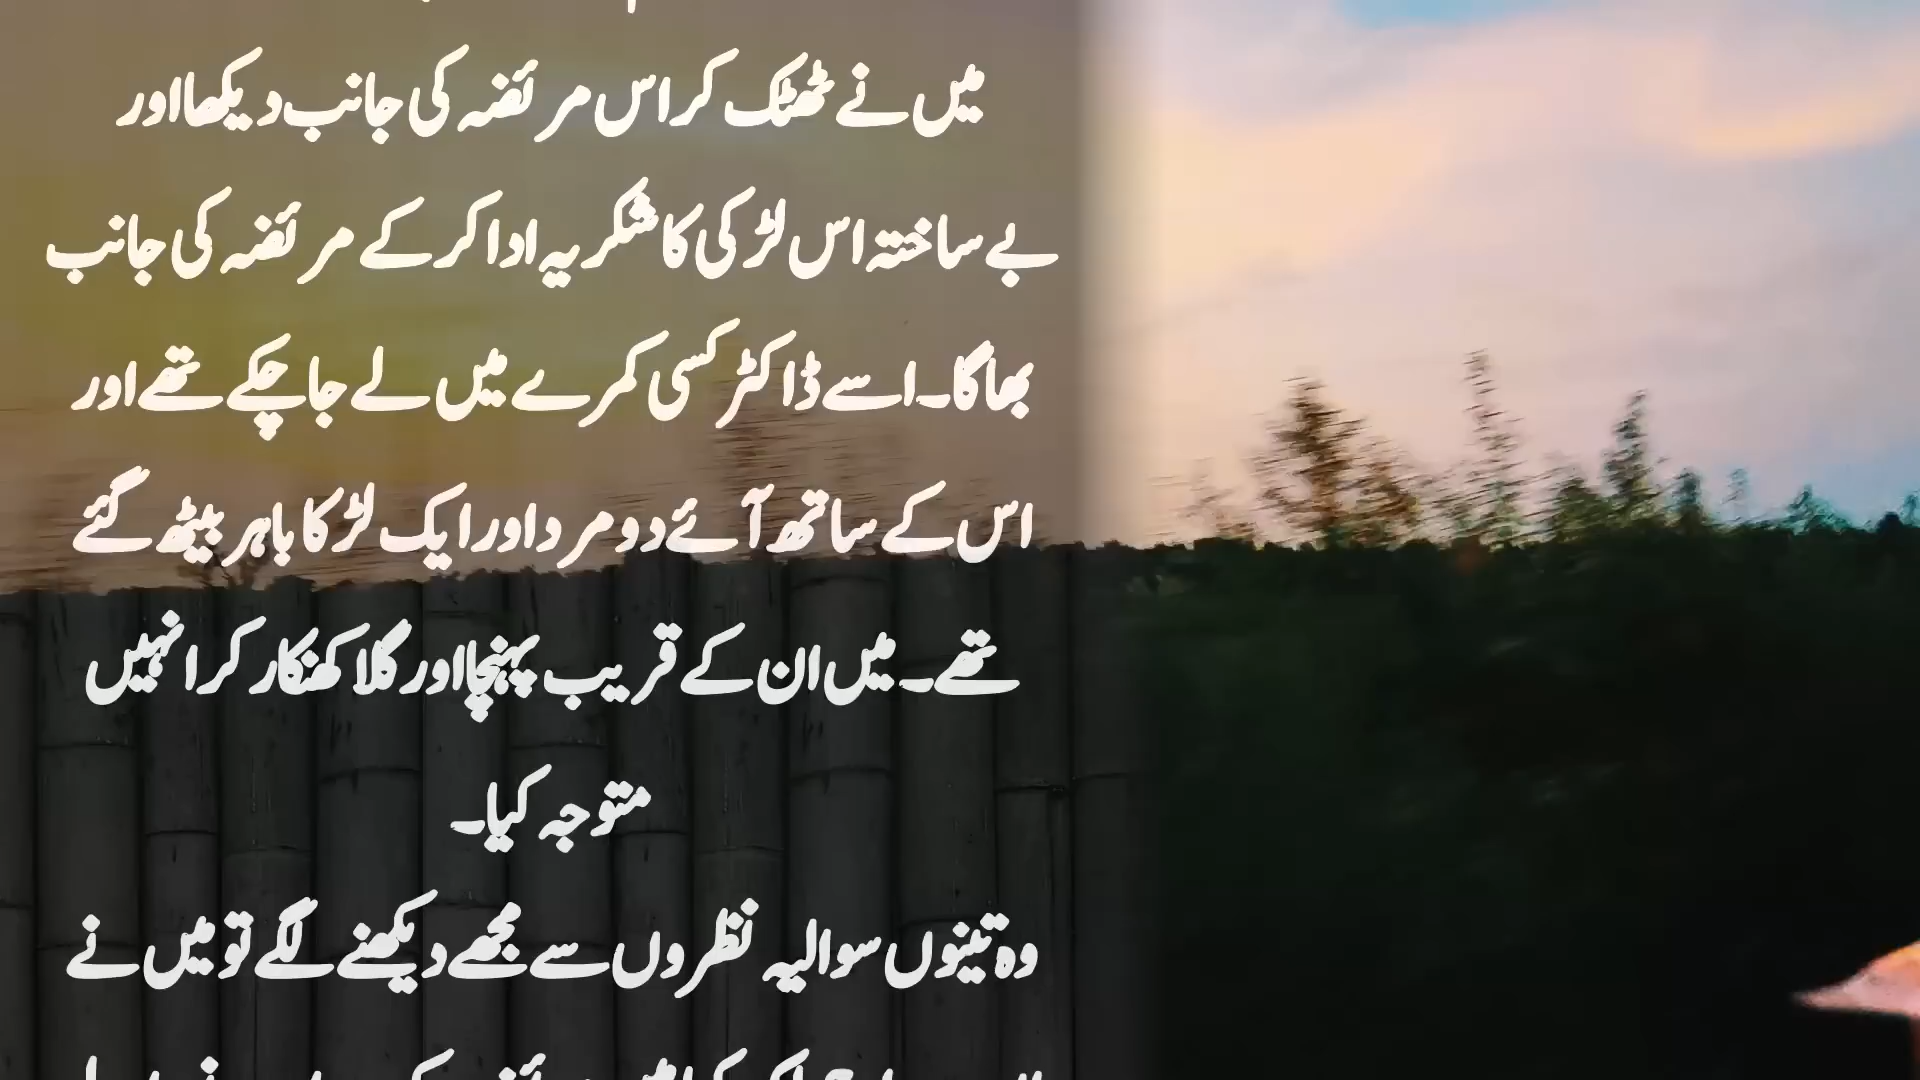 میں نے ٹھٹک کر اس مرئضہ کی جانب دیکھا اور
بے ساختہ اس لڑکی کا شکریہ ادا کر کے مرئضہ کی جانب
بھاگا۔ اسے ڈاکٹر کسی کمرے میں لے جا چکے تھے اور
اس کے ساتھ آئے دو مرد اور ایک لڑکا باہر بیٹھ گئے
تھے۔ میں ان کے قریب پہنچا اور گلا کھنکار کر انہیں
متوجہ کیا۔
وہ تینوں سوالیہ نظروں سے مجھے دیکھنے لگے تو میں نے